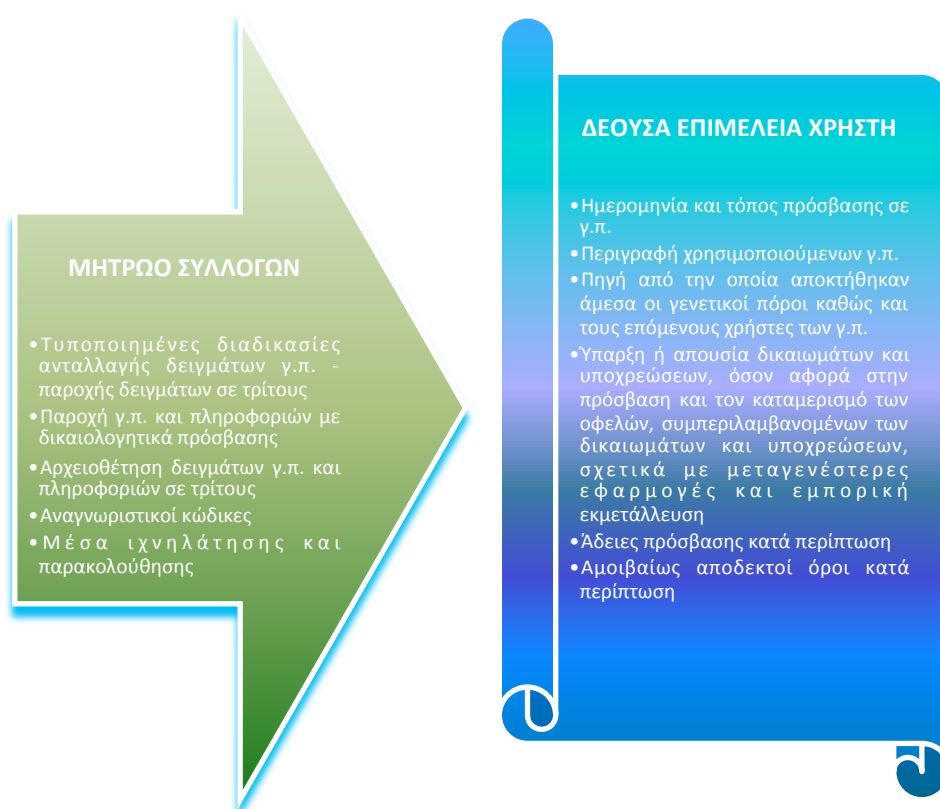 ΜΗΤΡΩΟ ΣΥΛΛΟΓΩΝ
•Τυποποιημένες διαδικασίες
ανταλλαγής δειγμάτων γ.π. -
παροχής δειγμάτων σε τρίτους
•Παροχή γ.π. και πληροφοριών με
δικαιολογητικά πρόσβασης
•Αρχειοθέτηση δειγμάτων γ.π. και
πληροφοριών σε τρίτους
•Αναγνωριστικοί κώδικες
•Μέσα ιχνηλάτησης και
παρακολούθησης
ΔΕΟΥΣΑ ΕΠΙΜΕΛΕΙΑ ΧΡΗΣΤΗ
•Ημερομηνία και τόπος πρόσβασης σε
γ.π.
•Περιγραφή χρησιμοποιούμενων γ.π.
•Πηγή από την οποία αποκτήθηκαν
άμεσα οι γενετικοί πόροι καθώς και
τους επόμενους χρήστες των γ.π.
•Ύπαρξη ή απουσία δικαιωμάτων και
υποχρεώσεων, όσον αφορά στην
πρόσβαση και τον καταμερισμό των
οφελών, συμπεριλαμβανομένων των
δικαιωμάτων και υποχρεώσεων,
σχετικά με μεταγενέστερες
εφαρμογές και εμπορική
εκμετάλλευση
•Άδειες πρόσβασης κατά περίπτωση
•Αμοιβαίως αποδεκτοί όροι κατά
περίπτωση